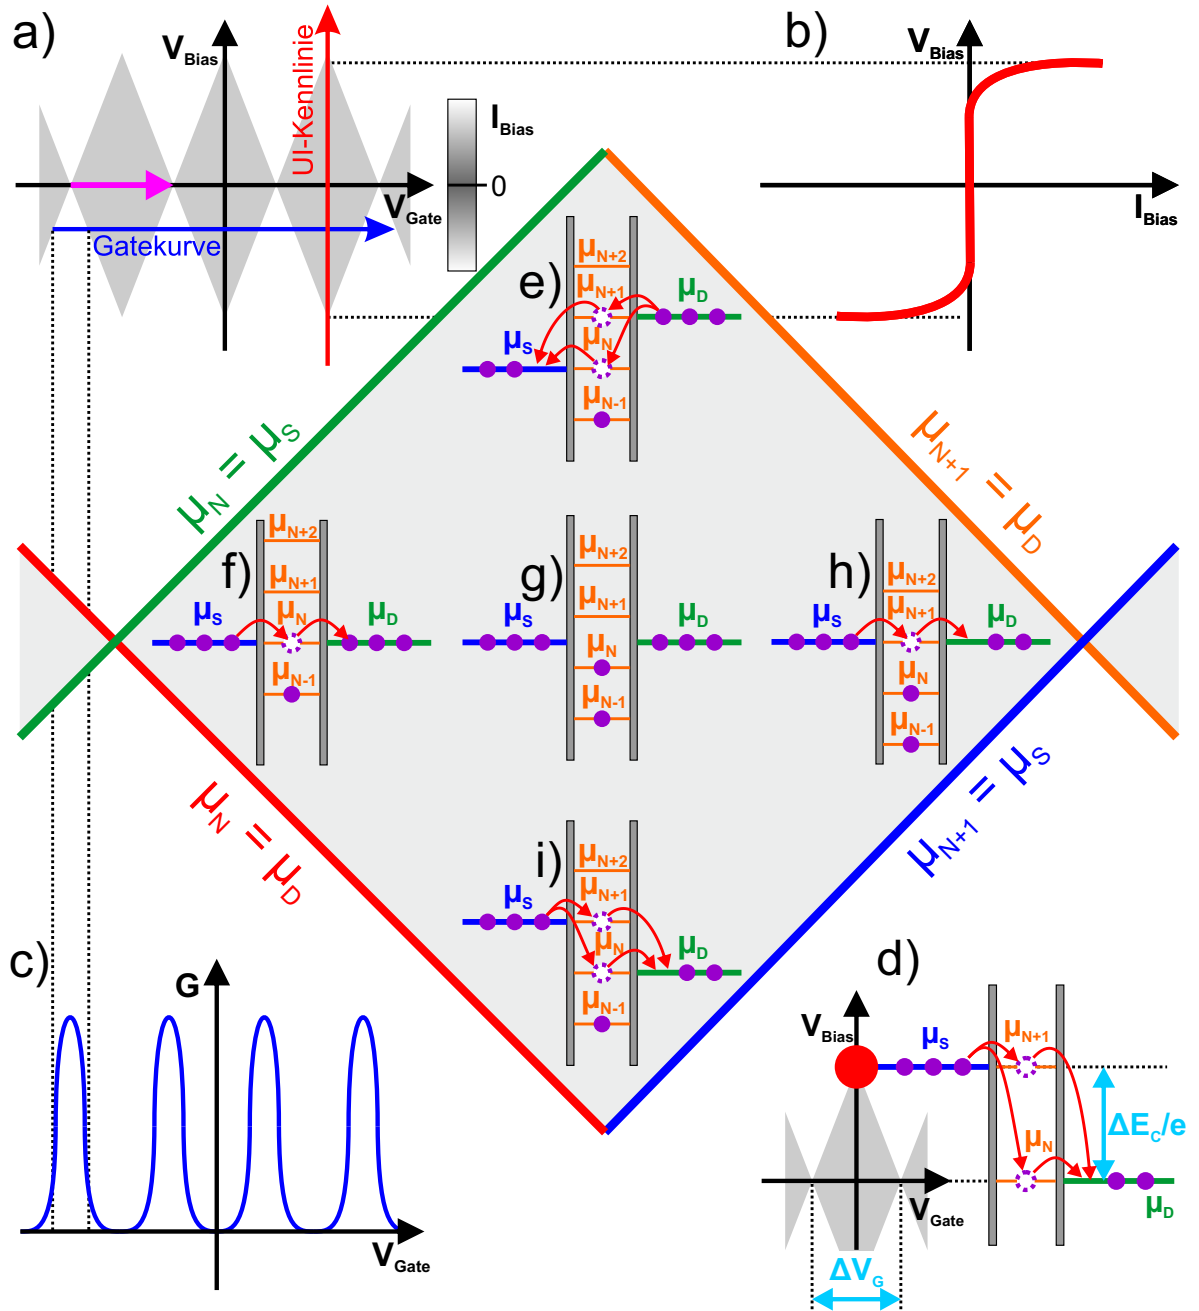 a)
V_Bias
UI-Kennlinie
I_Bias
0
V_Gate
Gatekurve
b)
V_Bias
I_Bias
e)
μ_N+2
μ_N+1
μ_N
μ_N-1
μ_S
μ_D
μ_N = μ_S
μ_N+1 = μ_D
f)
μ_N+2
μ_N+1
μ_N
μ_N-1
μ_S
μ_D
g)
μ_N+2
μ_N+1
μ_N
μ_N-1
μ_S
μ_D
h)
μ_N+2
μ_N+1
μ_N
μ_N-1
μ_S
μ_D
μ_N = μ_D
μ_N+1 = μ_S
i)
μ_N+2
μ_N+1
μ_N
μ_N-1
μ_S
μ_D
c)
G
V_Gate
d)
V_Bias
μ_S
μ_N+1
ΔE_C/e
μ_N
μ_D
V_Gate
ΔV_G